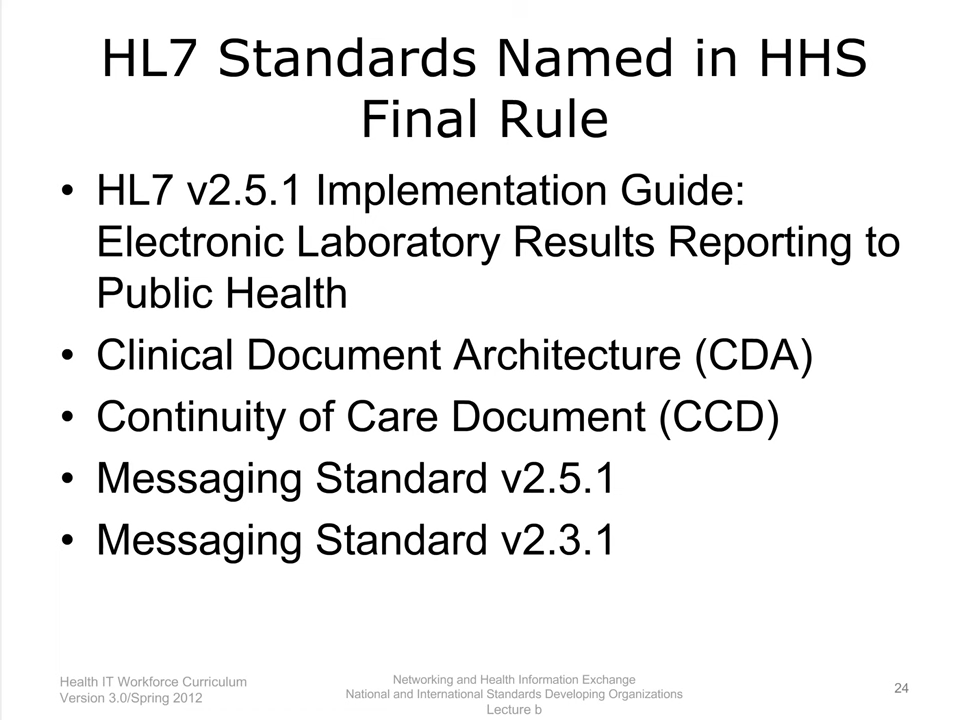 HL7 Standards Named in HHS
Final Rule
• HL7 v2.5.1 Implementation Guide:
Electronic Laboratory Results Reporting to
Public Health
• Clinical Document Architecture (CDA)
• Continuity of Care Document (CCD)
• Messaging Standard v2.5.1
• Messaging Standard v2.3.1
Health IT Workforce Curriculum
Version 3.0/Spring 2012
Networking and Health Information Exchange
National and International Standards Developing Organizations
Lecture b
24